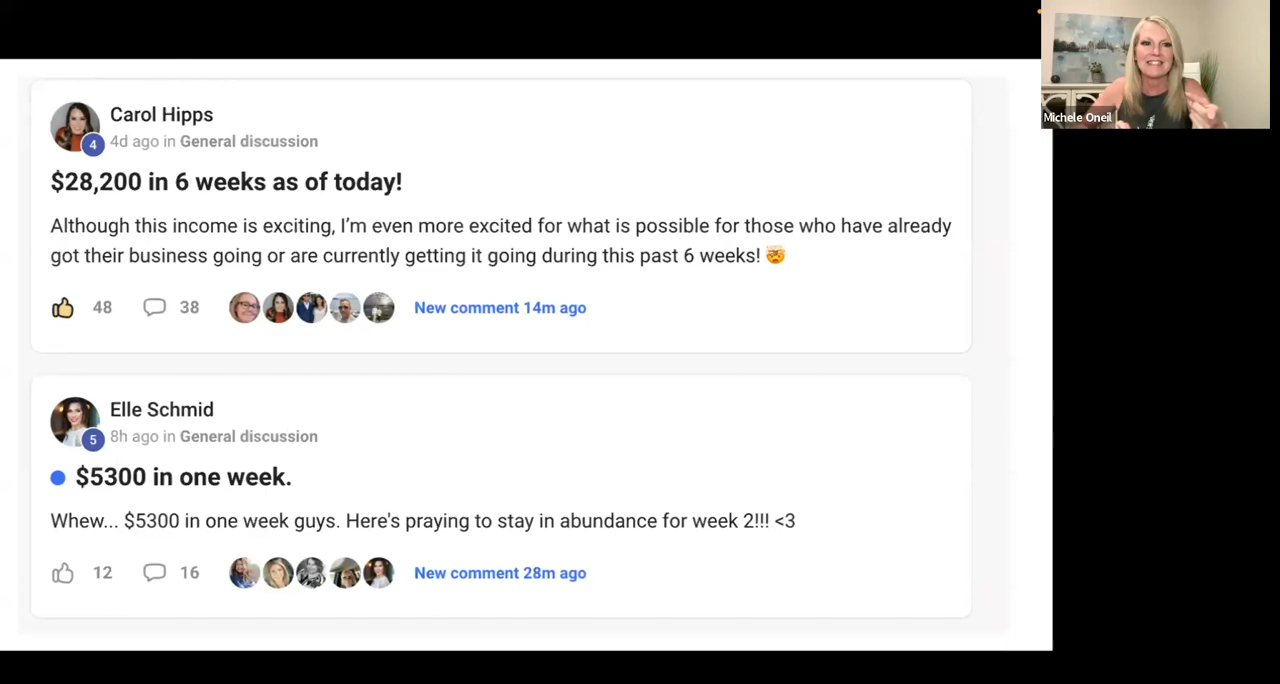 Michele Oneil
Carol Hipps
4
4d ago in General discussion
$28,200 in 6 weeks as of today!
Although this income is exciting, I’m even more excited for what is possible for those who have already
got their business going or are currently getting it going during this past 6 weeks! 🤯
48 38 New comment 14m ago
Elle Schmid
5
8h ago in General discussion
$5300 in one week.
Whew... $5300 in one week guys. Here's praying to stay in abundance for week 2!!! <3
12 16 New comment 28m ago